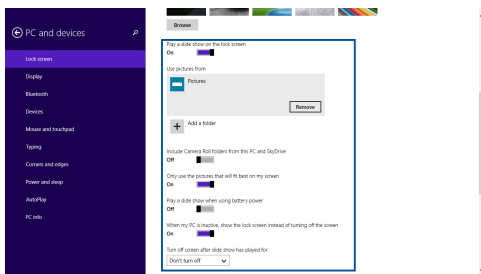 PC and devices
Lock screen
Display
Bluetooth
Devices
Mouse and touchpad
Typing
Corners and edges
Power and sleep
AutoPlay
PC info
Browse
Play a slide show on the lock screen
On
Use pictures from
Pictures
Remove
Add a folder
Include Camera Roll folders from this PC and SkyDrive
Off
Only use the pictures that will fit best on my screen
On
Play a slide show when using battery power
Off
When my PC is inactive, show the lock screen instead of turning off the screen
On
Turn off screen after slide show has played for
Don't turn off